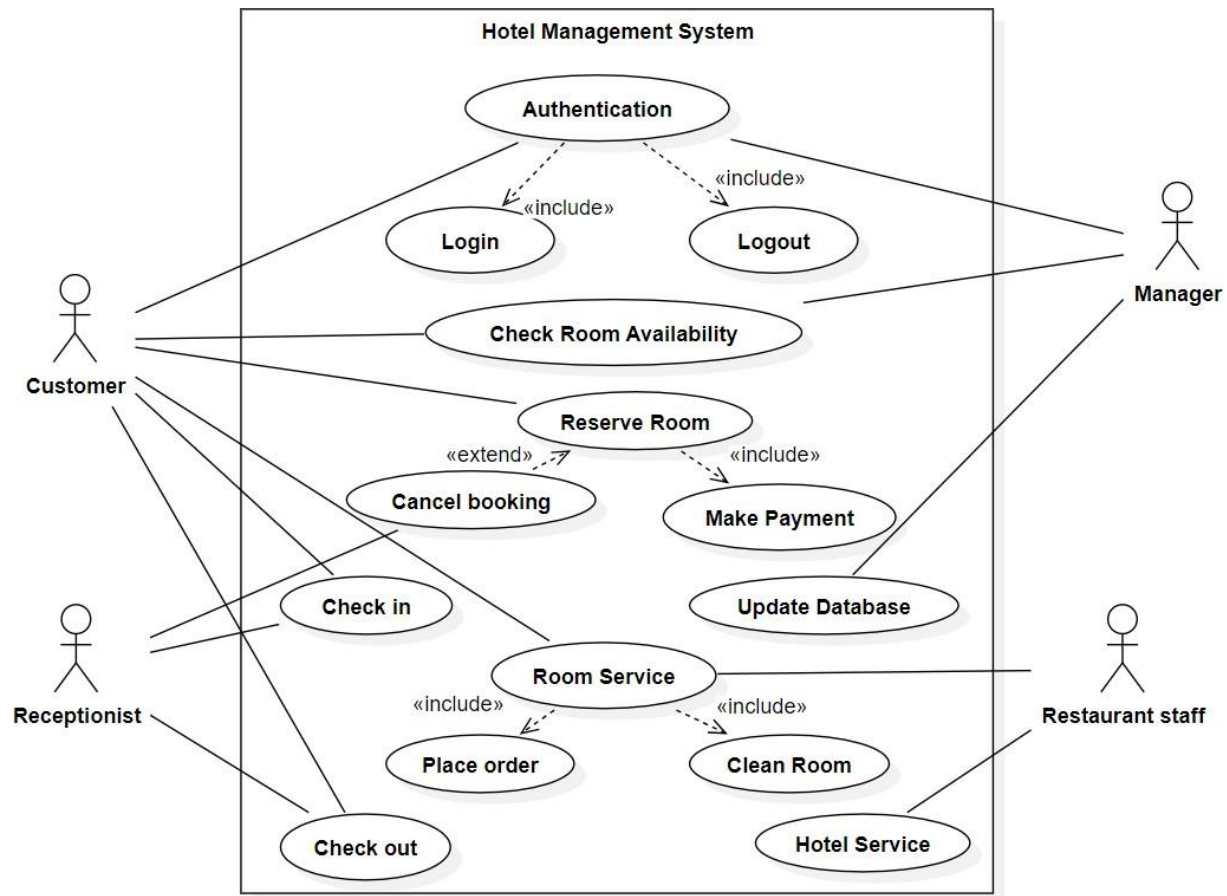 Hotel Management System
Authentication
«include»
«include»
Login
Logout
Manager
Check Room Availability
Customer
Reserve Room
«extend»
«include»
Cancel booking
Make Payment
Check in
Update Database
Room Service
«include»
«include»
Receptionist
Restaurant staff
Place order
Clean Room
Check out
Hotel Service